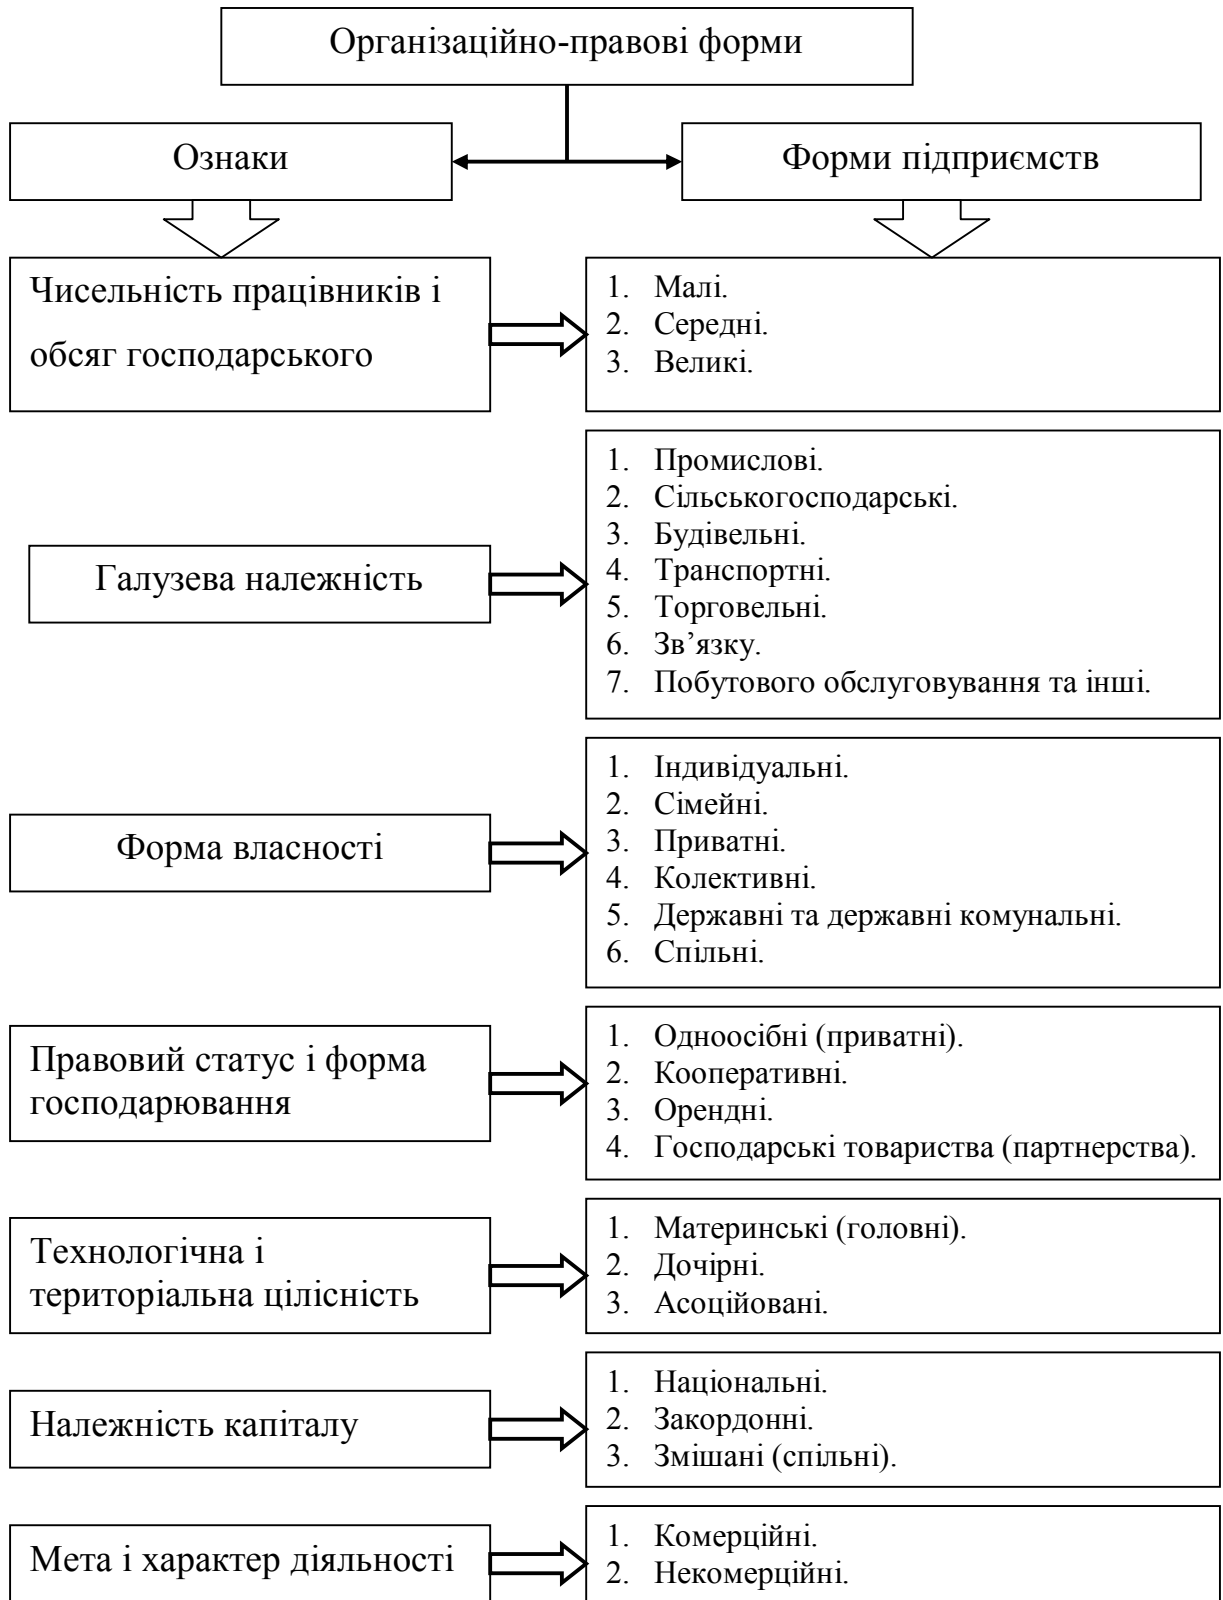 Організаційно-правові форми
Ознаки
Форми підприємств
Чисельність працівників і
обсяг господарського
1. Малі.
2. Середні.
3. Великі.
Галузева належність
1. Промислові.
2. Сільськогосподарські.
3. Будівельні.
4. Транспортні.
5. Торговельні.
6. Зв’язку.
7. Побутового обслуговування та інші.
Форма власності
1. Індивідуальні.
2. Сімейні.
3. Приватні.
4. Колективні.
5. Державні та державні комунальні.
6. Спільні.
Правовий статус і форма
господарювання
1. Одноосібні (приватні).
2. Кооперативні.
3. Орендні.
4. Господарські товариства (партнерства).
Технологічна і
територіальна цілісність
1. Материнські (головні).
2. Дочірні.
3. Асоційовані.
Належність капіталу
1. Національні.
2. Закордонні.
3. Змішані (спільні).
Мета і характер діяльності
1. Комерційні.
2. Некомерційні.